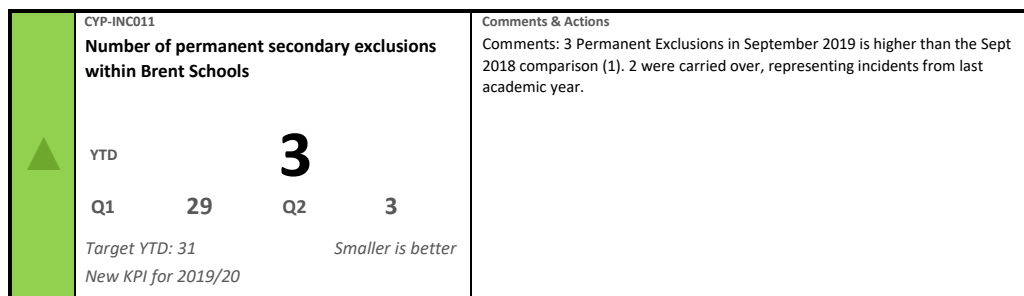 CYP-INC011
Number of permanent secondary exclusions
within Brent Schools
YTD 3
Q1 29 Q2 3
Target YTD: 31 Smaller is better
New KPI for 2019/20
Comments & Actions
Comments: 3 Permanent Exclusions in September 2019 is higher than the Sept
2018 comparison (1). 2 were carried over, representing incidents from last
academic year.